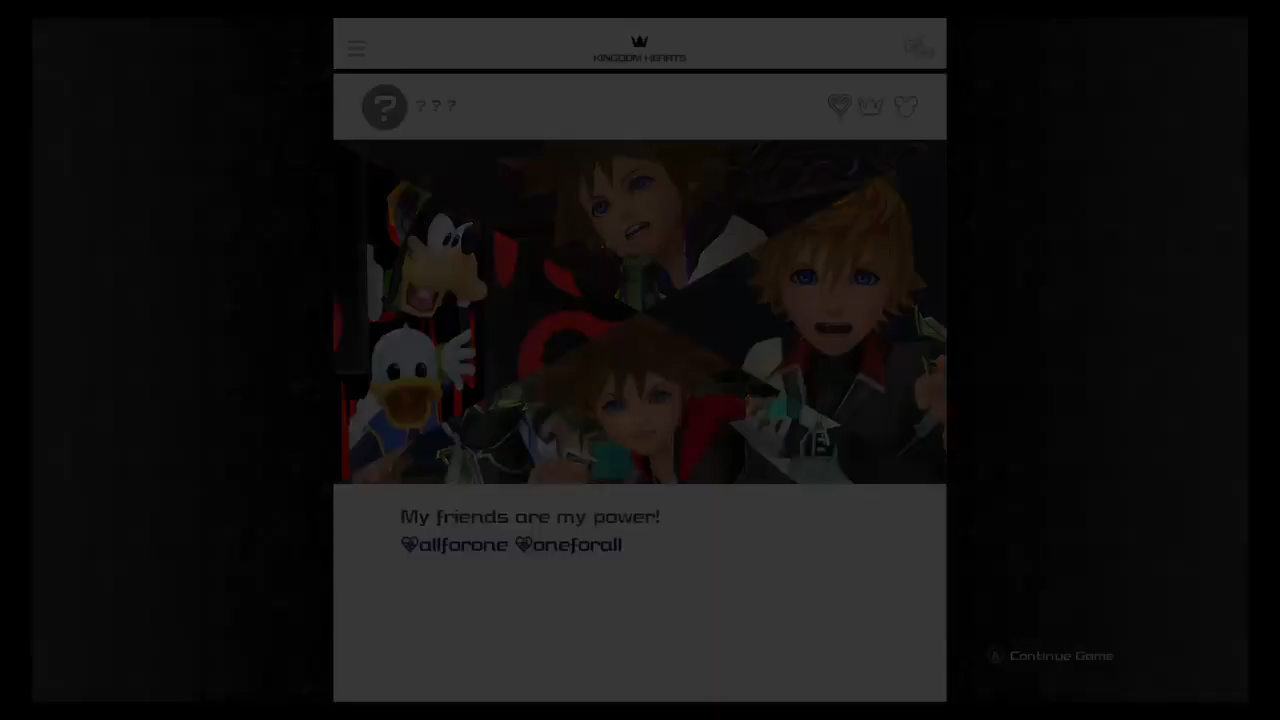 KINGDOM HEARTS
?
? ? ?
My friends are my power!
allforone oneforall
A Continue Game